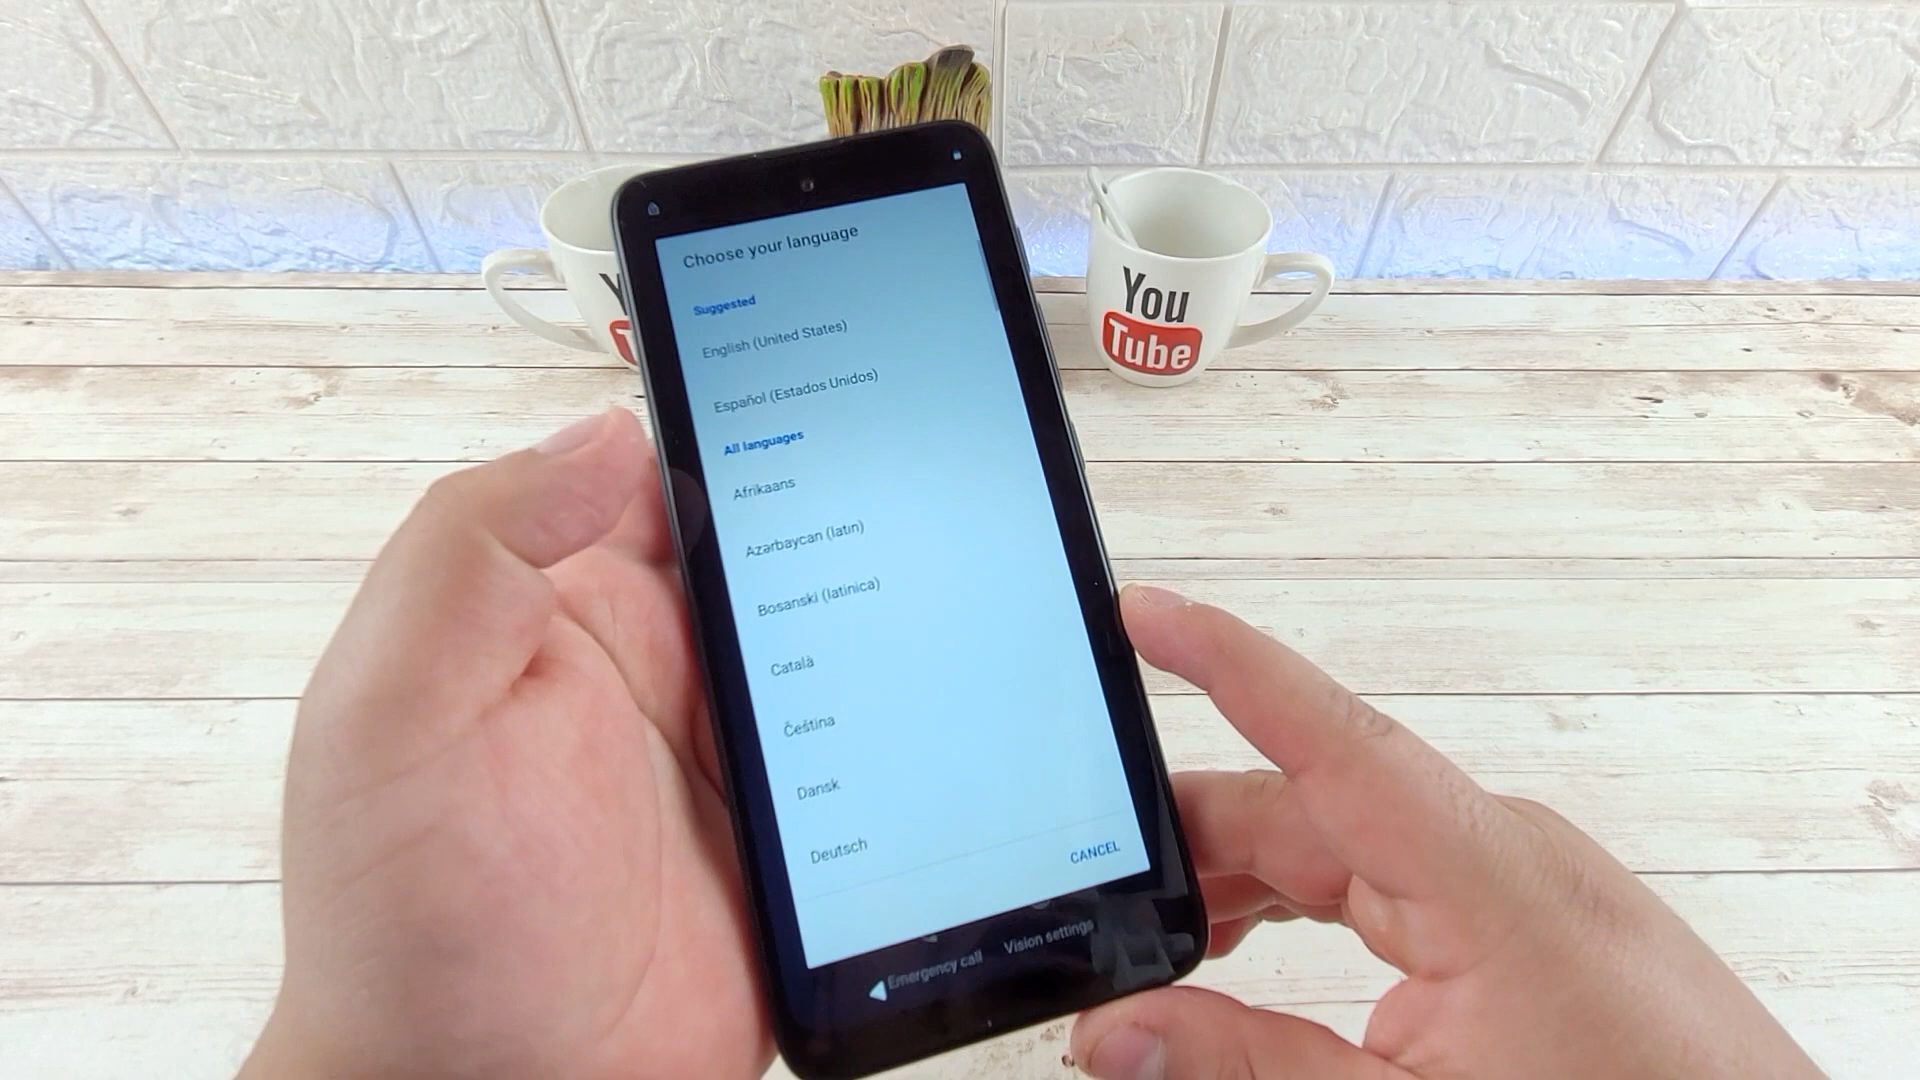 Choose your language
Suggested
English (United States)
Español (Estados Unidos)
All languages
Afrikaans
Azərbaycan (latın)
Bosanski (latinica)
Català
Čeština
Dansk
Deutsch
CANCEL
Emergency call
Vision settings
You
Tube